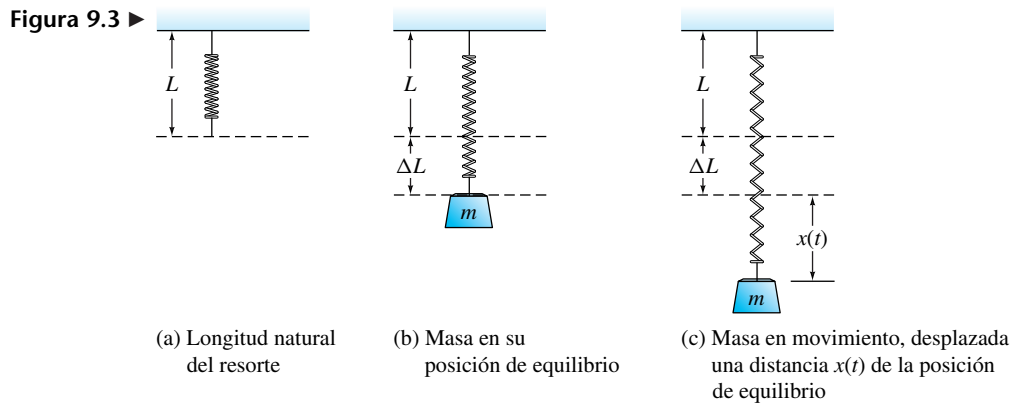 Figura 9.3 ►
L
L
ΔL
m
L
ΔL
x(t)
m
(a) Longitud natural
del resorte
(b) Masa en su
posición de equilibrio
(c) Masa en movimiento, desplazada
una distancia x(t) de la posición
de equilibrio